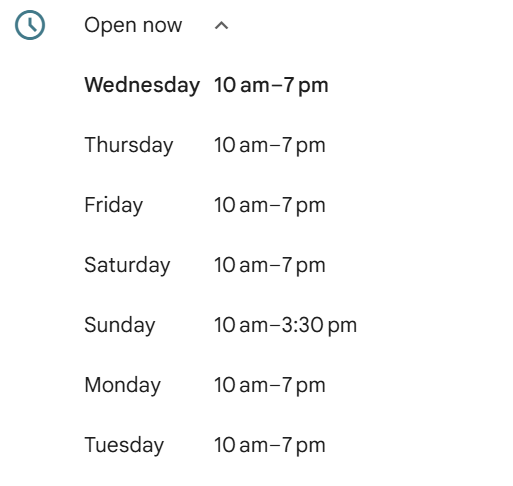 Open now
Wednesday 10 am–7 pm
Thursday 10 am–7 pm
Friday 10 am–7 pm
Saturday 10 am–7 pm
Sunday 10 am–3:30 pm
Monday 10 am–7 pm
Tuesday 10 am–7 pm